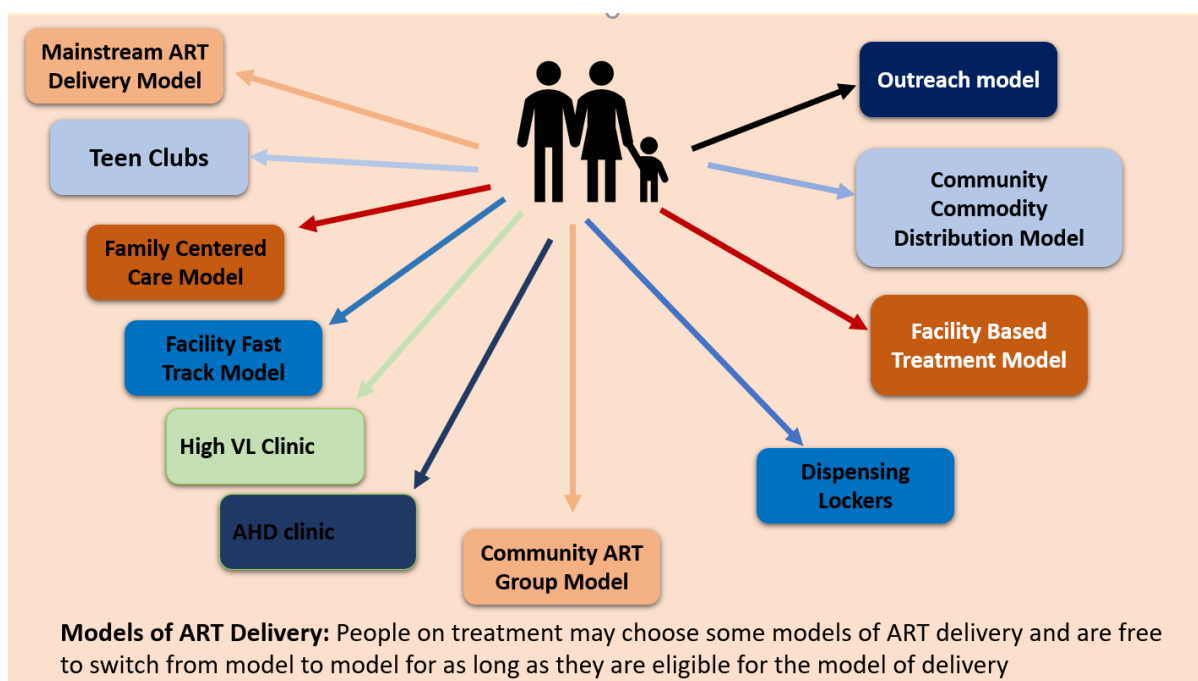 Mainstream ART
Delivery Model
Teen Clubs
Family Centered
Care Model
Facility Fast
Track Model
High VL Clinic
AHD clinic
Community ART
Group Model
Dispensing
Lockers
Facility Based
Treatment Model
Community
Commodity
Distribution Model
Outreach model
Models of ART Delivery: People on treatment may choose some models of ART delivery and are free
to switch from model to model for as long as they are eligible for the model of delivery